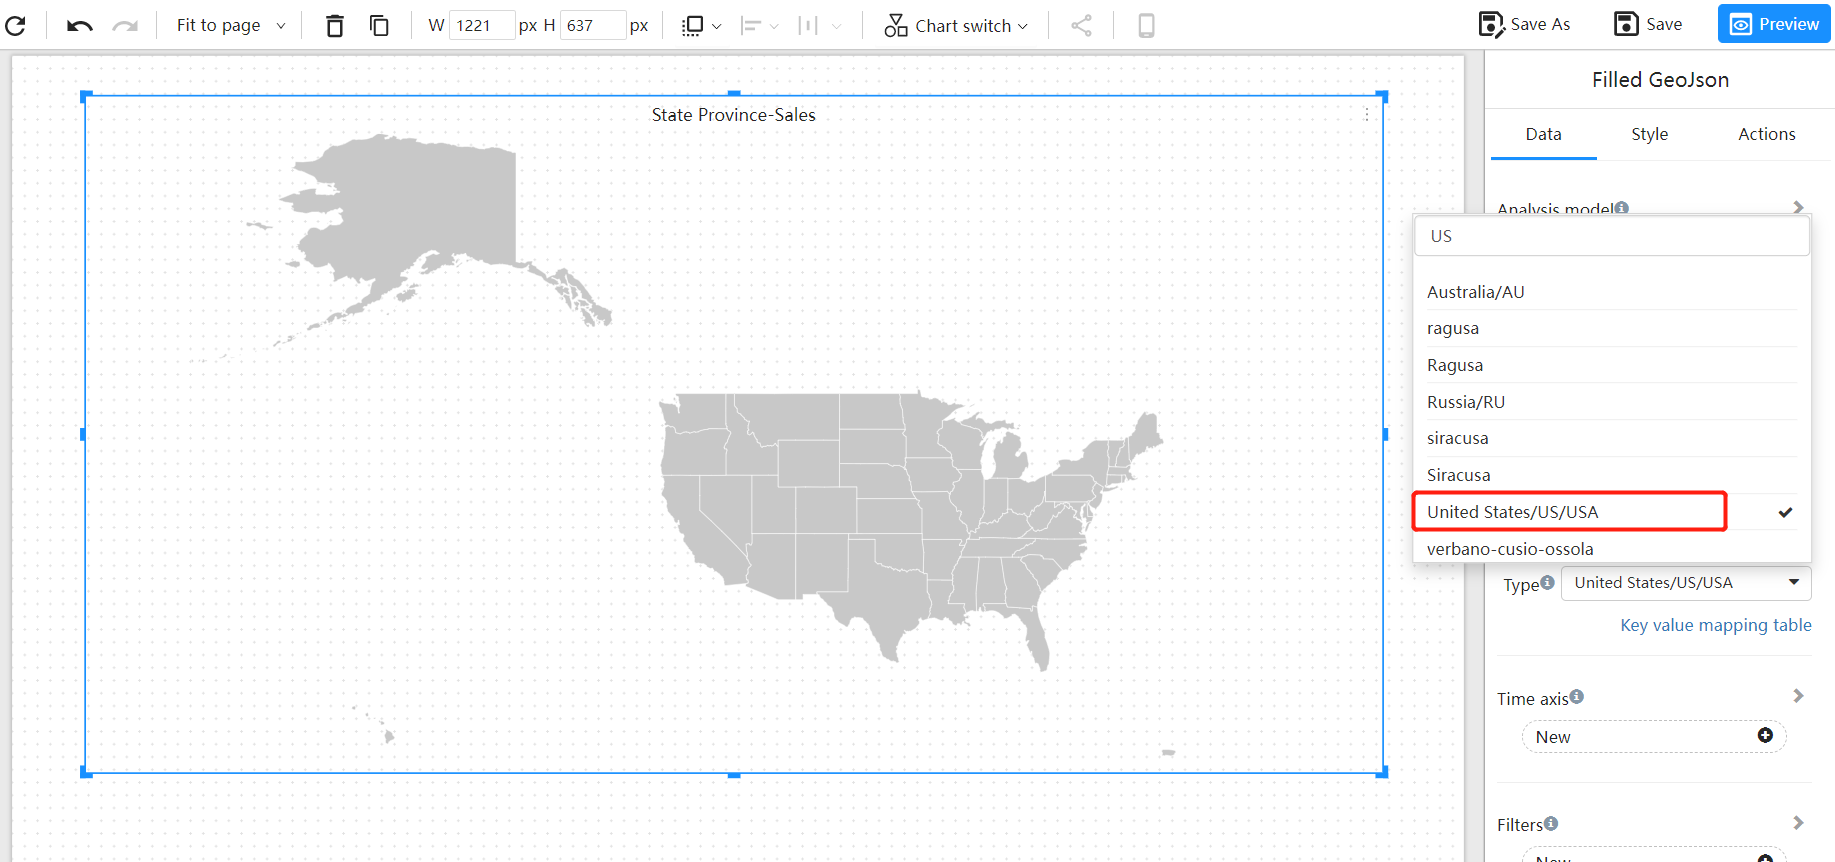 Fit to page
W 1221 px H 637 px
Chart switch
Save As
Save
Preview
State Province-Sales
Filled GeoJson
Data Style Actions
Analysis model
US
Australia/AU
ragusa
Ragusa
Russia/RU
siracusa
Siracusa
United States/US/USA
verbano-cusio-ossola
Type United States/US/USA
Key value mapping table
Time axis
New
Filters
New